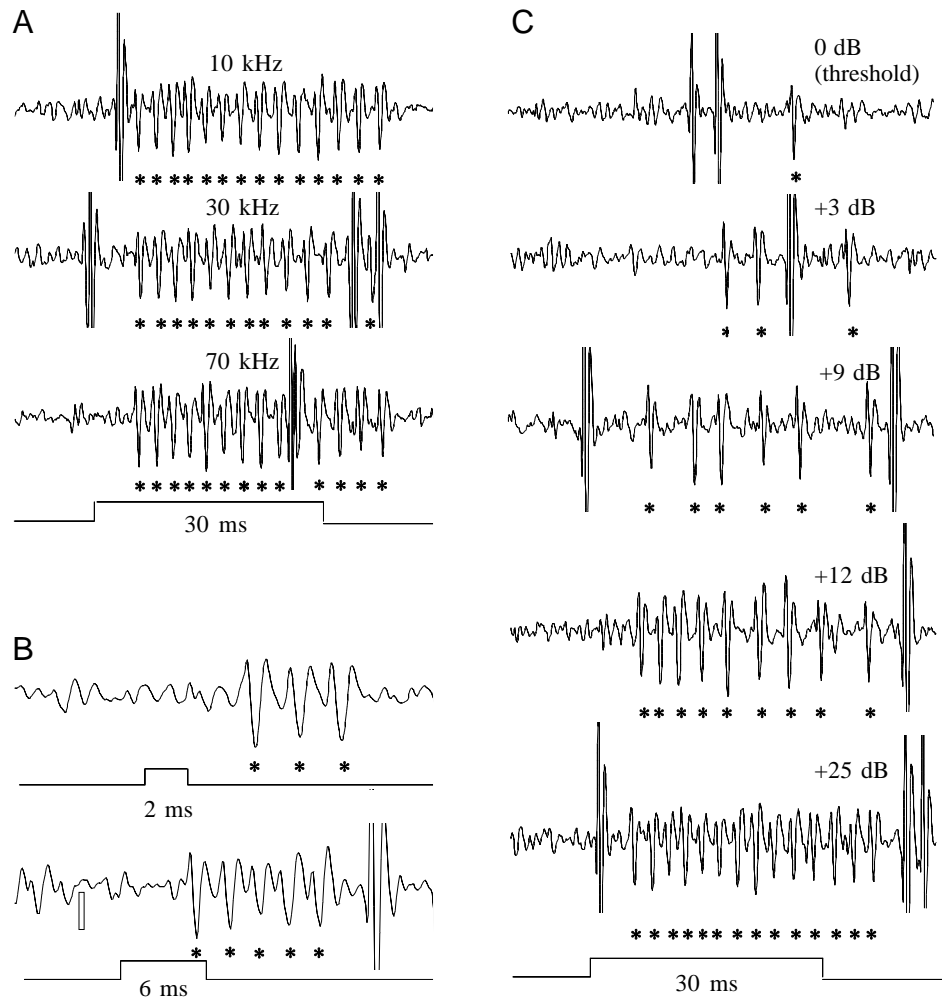 A
10 kHz
30 kHz
70 kHz
30 ms
B
2 ms
6 ms
C
0 dB
(threshold)
+3 dB
+9 dB
+12 dB
+25 dB
30 ms